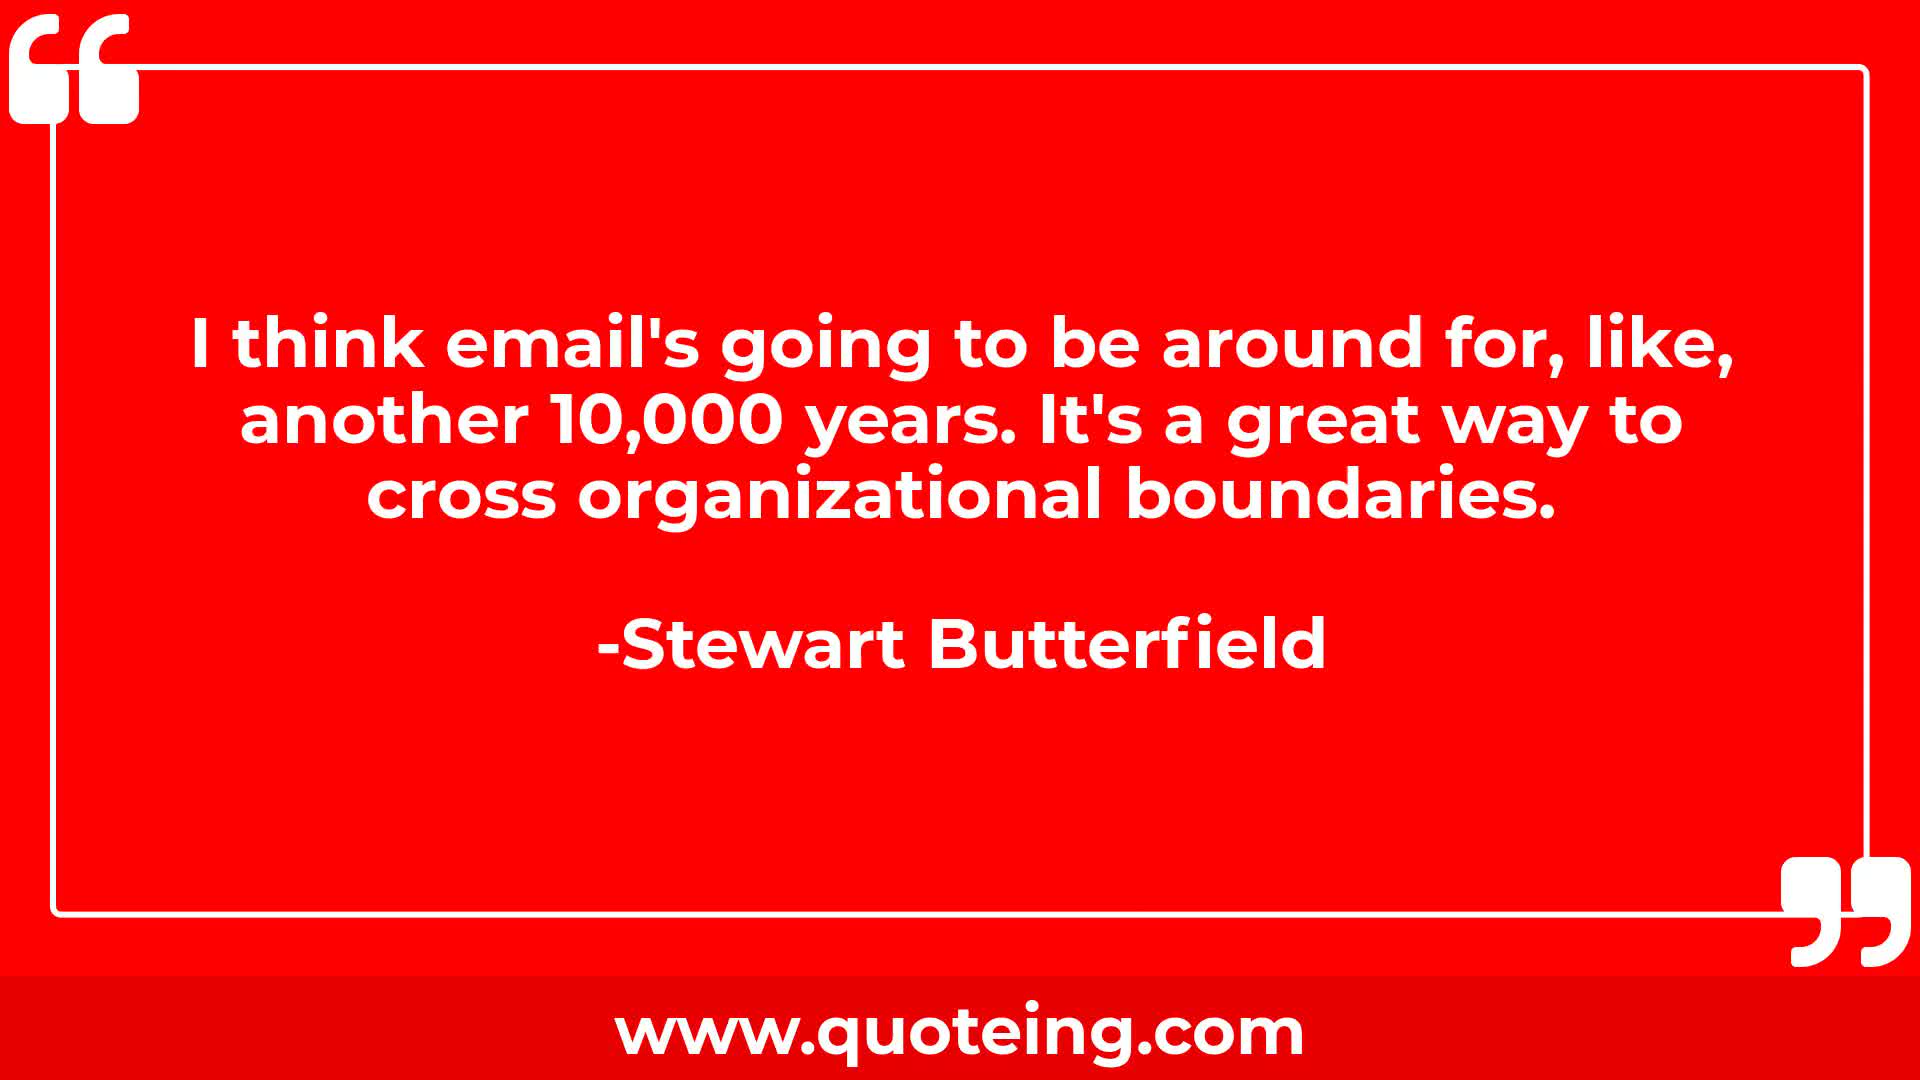 I think email's going to be around for, like,
another 10,000 years. It's a great way to
cross organizational boundaries.
-Stewart Butterfield
www.quoteing.com